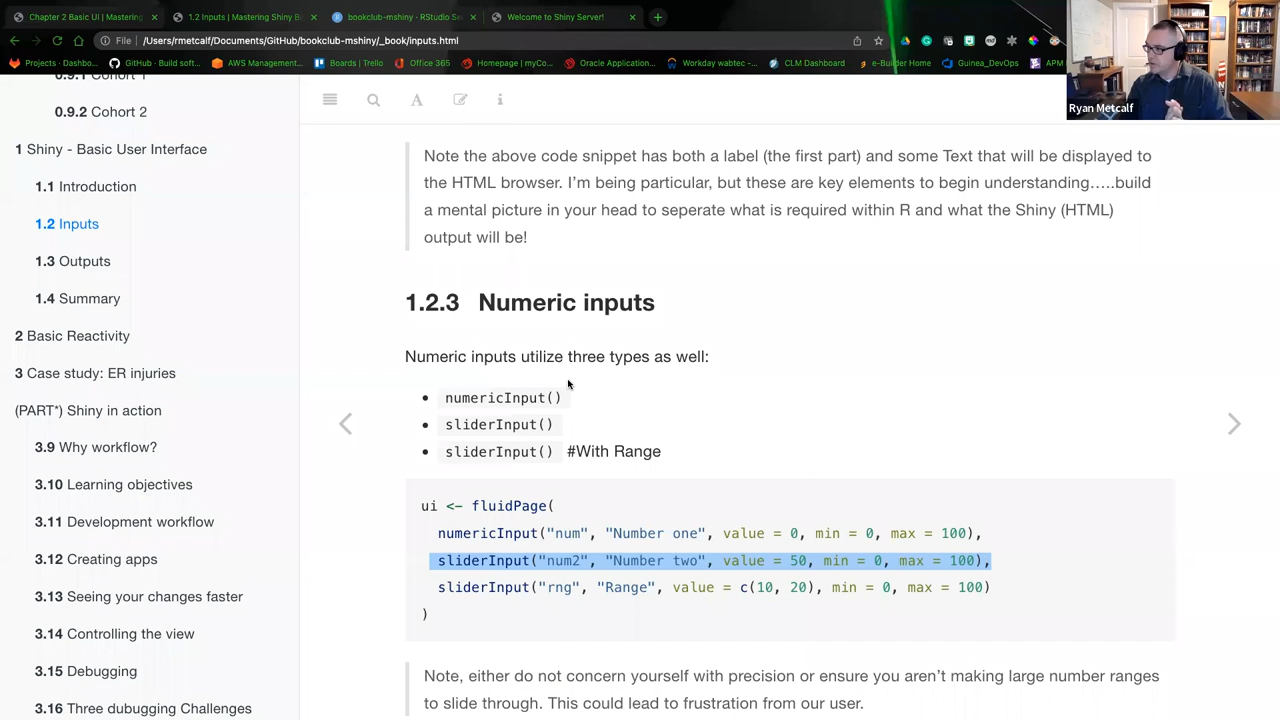 Chapter 2 Basic UI | Mastering
1.2 Inputs | Mastering Shiny B
bookclub-mshiny · RStudio Se
Welcome to Shiny Server!
File
/Users/rmetcalf/Documents/GitHub/bookclub-mshiny/_book/inputs.html
Projects · Dashbo...
GitHub · Build soft...
AWS Management...
Boards | Trello
Office 365
Homepage | myCo...
Oracle Application...
Workday wabtec -...
CLM Dashboard
e-Builder Home
Guinea_DevOps
APM
Ryan Metcalf
0.9.1 Cohort 1
0.9.2 Cohort 2
1 Shiny - Basic User Interface
1.1 Introduction
1.2 Inputs
1.3 Outputs
1.4 Summary
2 Basic Reactivity
3 Case study: ER injuries
(PART*) Shiny in action
3.9 Why workflow?
3.10 Learning objectives
3.11 Development workflow
3.12 Creating apps
3.13 Seeing your changes faster
3.14 Controlling the view
3.15 Debugging
3.16 Three dubugging Challenges
Note the above code snippet has both a label (the first part) and some Text that will be displayed to
the HTML browser. I'm being particular, but these are key elements to begin understanding…..build
a mental picture in your head to seperate what is required within R and what the Shiny (HTML)
output will be!
1.2.3 Numeric inputs
Numeric inputs utilize three types as well:
• numericInput()
• sliderInput()
• sliderInput() #With Range
ui <- fluidPage(
numericInput("num", "Number one", value = 0, min = 0, max = 100),
sliderInput("num2", "Number two", value = 50, min = 0, max = 100),
sliderInput("rng", "Range", value = c(10, 20), min = 0, max = 100)
)
Note, either do not concern yourself with precision or ensure you aren't making large number ranges
to slide through. This could lead to frustration from our user.